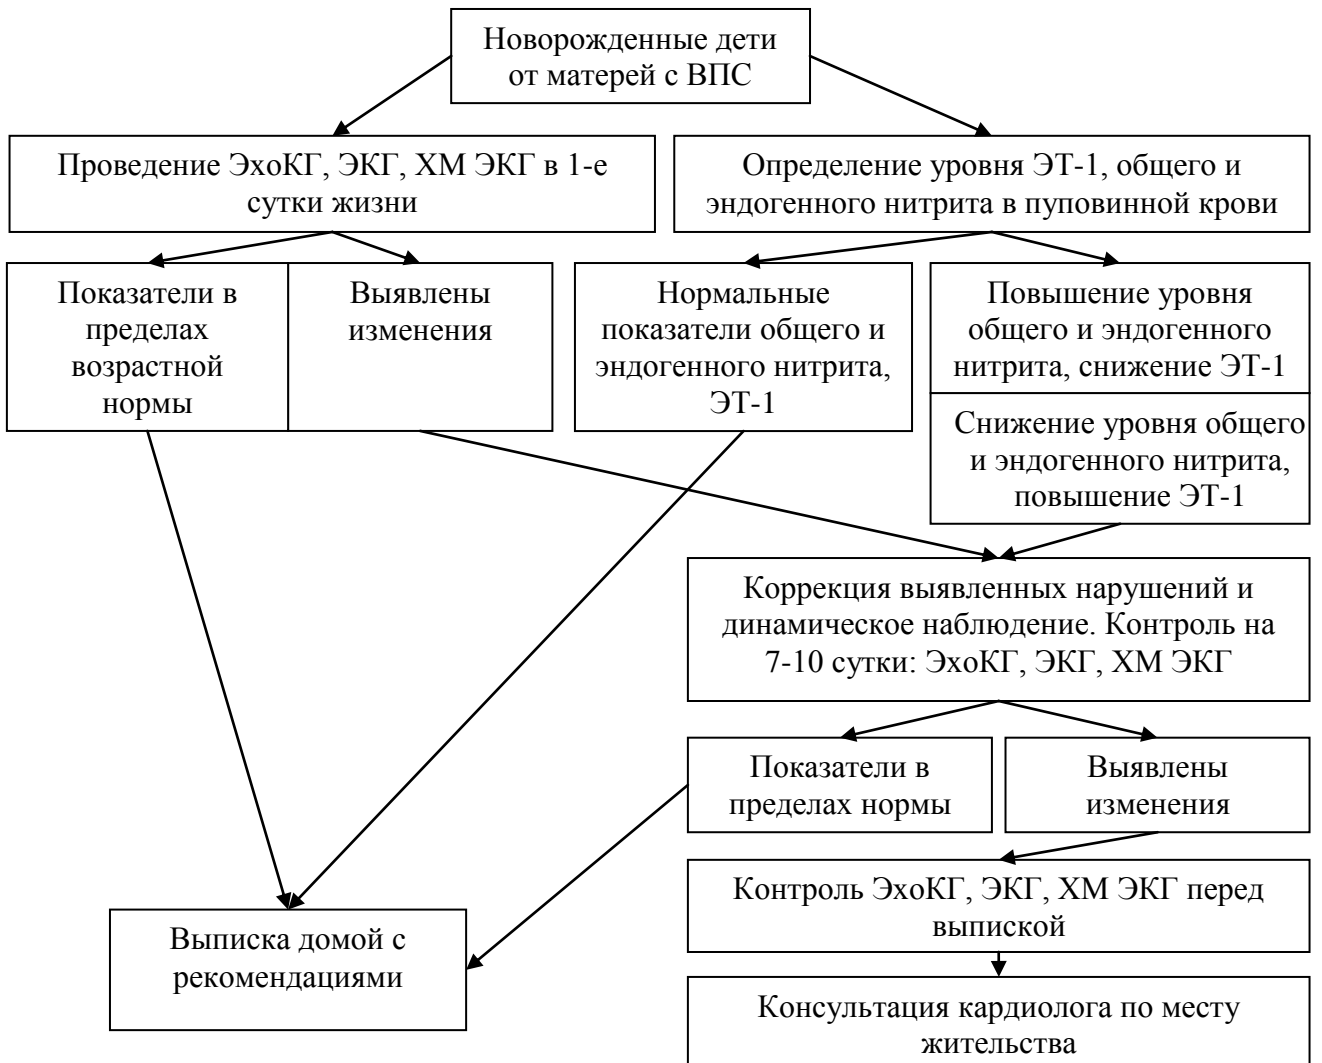 Новорожденные дети
от матерей с ВПС
Проведение ЭхоКГ, ЭКГ, ХМ ЭКГ в 1-е
сутки жизни
Определение уровня ЭТ-1, общего и
эндогенного нитрита в пуповинной крови
Показатели в
пределах
возрастной
нормы
Выявлены
изменения
Нормальные
показатели общего и
эндогенного нитрита,
ЭТ-1
Повышение уровня
общего и эндогенного
нитрита, снижение ЭТ-1
Снижение уровня общего
и эндогенного нитрита,
повышение ЭТ-1
Коррекция выявленных нарушений и
динамическое наблюдение. Контроль на
7-10 сутки: ЭхоКГ, ЭКГ, ХМ ЭКГ
Показатели в
пределах нормы
Выявлены
изменения
Контроль ЭхоКГ, ЭКГ, ХМ ЭКГ перед
выпиской
Выписка домой с
рекомендациями
Консультация кардиолога по месту
жительства